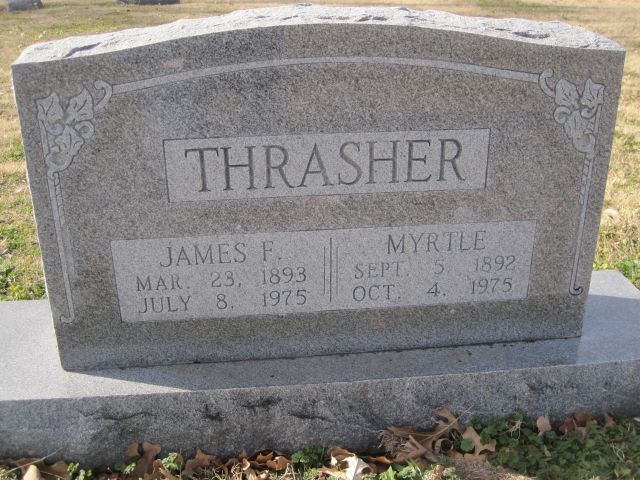 THRASHER
JAMES F.
MAR. 23, 1893
JULY 8, 1975
MYRTLE
SEPT. 5, 1892
OCT. 4, 1975